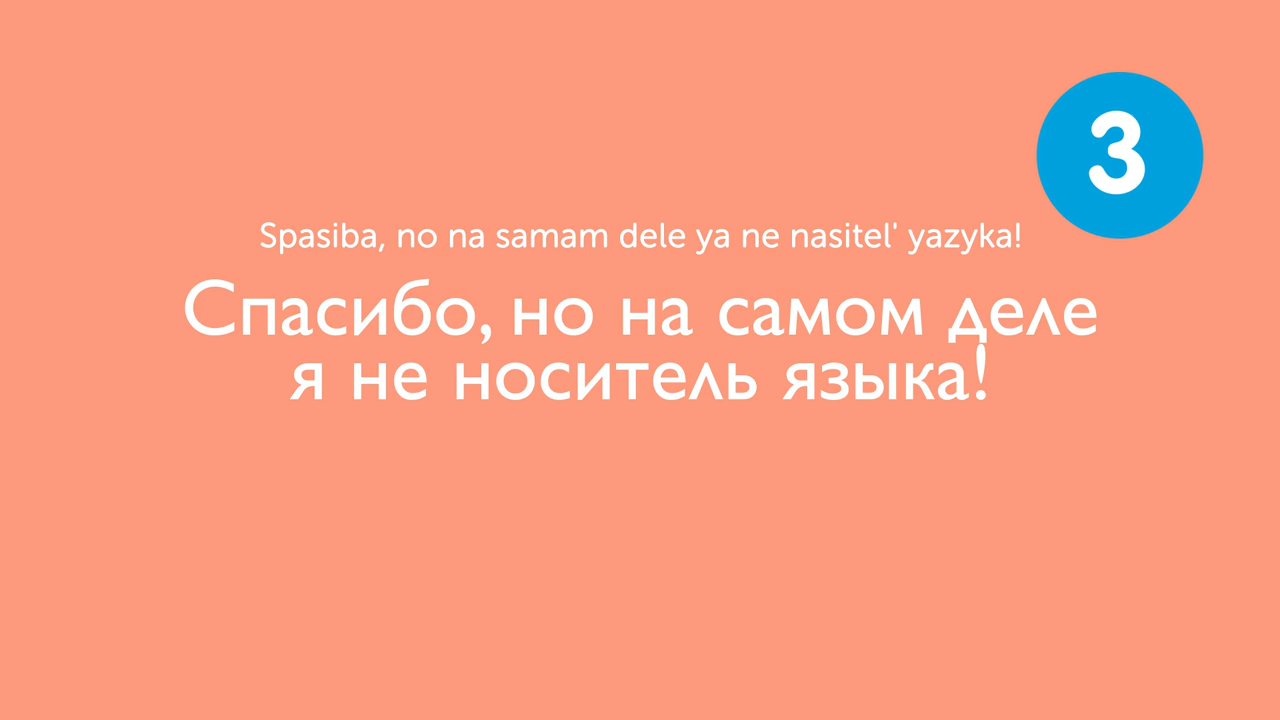 3
Spasiba, no na samam dele ya ne nasitel' yazyka!
Спасибо, но на самом деле
я не носитель языка!